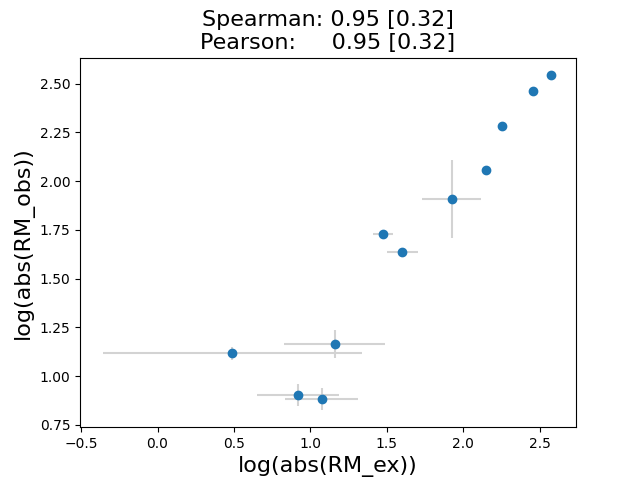 Spearman: 0.95 [0.32]
Pearson: 0.95 [0.32]
2.50
2.25
2.00
1.75
1.50
1.25
1.00
0.75
log(abs(RM_obs))
−0.5 0.0 0.5 1.0 1.5 2.0 2.5
log(abs(RM_ex))